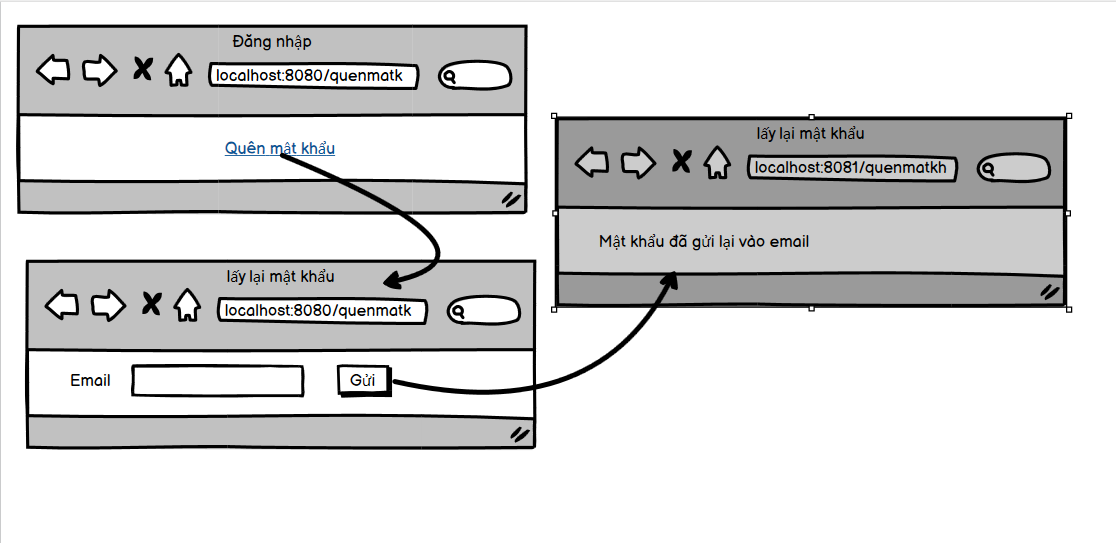 Đăng nhập
localhost:8080/quenmatk
Quên mật khẩu
lấy lại mật khẩu
localhost:8080/quenmatk
Email
Gửi
lấy lại mật khẩu
localhost:8081/quenmatkh
Mật khẩu đã gửi lại vào email